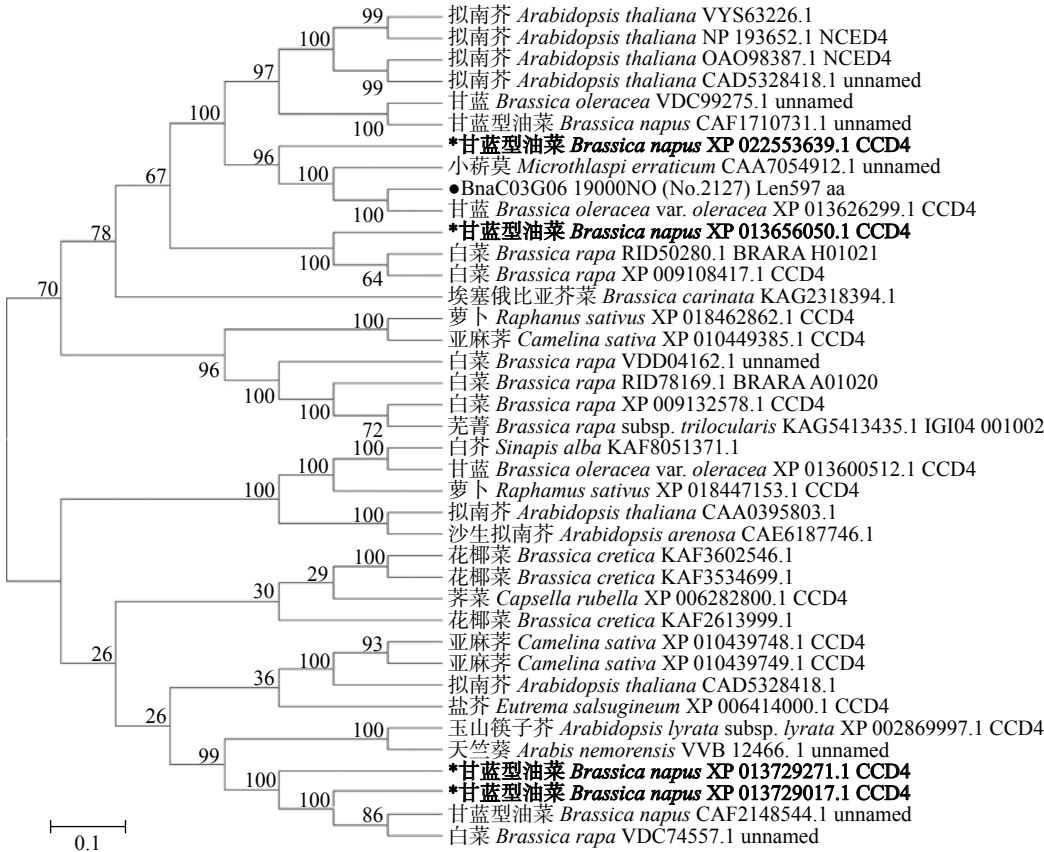 拟南芥 Arabidopsis thaliana VYS63226.1
拟南芥 Arabidopsis thaliana NP 193652.1 NCED4
拟南芥 Arabidopsis thaliana OAO98387.1 NCED4
拟南芥 Arabidopsis thaliana CAD5328418.1 unnamed
甘蓝 Brassica oleracea VDC99275.1 unnamed
甘蓝型油菜 Brassica napus CAF1710731.1 unnamed
*甘蓝型油菜 Brassica napus XP 022553639.1 CCD4
小菥蓂 Microthlaspi erraticum CAA7054912.1 unnamed
●BnaC03G06 19000NO (No.2127) Len597 aa
甘蓝 Brassica oleracea var. oleracea XP 013626299.1 CCD4
*甘蓝型油菜 Brassica napus XP 013656050.1 CCD4
白菜 Brassica rapa RID50280.1 BRARA H01021
白菜 Brassica rapa XP 009108417.1 CCD4
埃塞俄比亚芥菜 Brassica carinata KAG2318394.1
萝卜 Raphanus sativus XP 018462862.1 CCD4
亚麻荠 Camelina sativa XP 010449385.1 CCD4
白菜 Brassica rapa VDD04162.1 unnamed
白菜 Brassica rapa RID78169.1 BRARA A01020
白菜 Brassica rapa XP 009132578.1 CCD4
芜菁 Brassica rapa subsp. trilocularis KAG5413435.1 IGI04 001002
白芥 Sinapis alba KAF8051371.1
甘蓝 Brassica oleracea var. oleracea XP 013600512.1 CCD4
萝卜 Raphamus sativus XP 018447153.1 CCD4
拟南芥 Arabidopsis thaliana CAA0395803.1
沙生拟南芥 Arabidopsis arenosa CAE6187746.1
花椰菜 Brassica cretica KAF3602546.1
花椰菜 Brassica cretica KAF3534699.1
荠菜 Capsella rubella XP 006282800.1 CCD4
花椰菜 Brassica cretica KAF2613999.1
亚麻荠 Camelina sativa XP 010439748.1 CCD4
亚麻荠 Camelina sativa XP 010439749.1 CCD4
拟南芥 Arabidopsis thaliana CAD5328418.1
盐芥 Eutrema salsugineum XP 006414000.1 CCD4
玉山筷子芥 Arabidopsis lyrata subsp. lyrata XP 002869997.1 CCD4
天竺葵 Arabis nemorensis VVB 12466. 1 unnamed
*甘蓝型油菜 Brassica napus XP 013729271.1 CCD4
*甘蓝型油菜 Brassica napus XP 013729017.1 CCD4
甘蓝型油菜 Brassica napus CAF2148544.1 unnamed
白菜 Brassica rapa VDC74557.1 unnamed
99
100
99
97
100
100
96
100
67
100
64
78
70
100
96
100
100
72
100
100
100
100
100
29
30
26
93
100
36
26
100
99
100
100
86
0.1